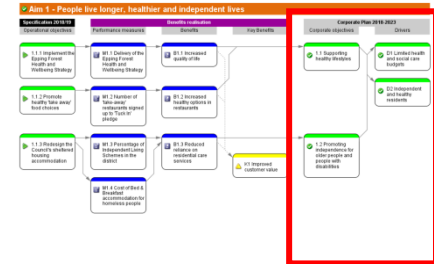 Aim 1 - People live longer, healthier and independent lives
Specification 2018/19
Benefits realisation
Corporate Plan 2018-2023
Operational objectives
Performance measures
Benefits
Key Benefits
Corporate objectives
Drivers
1.1.1 Implement the
Epping Forest
Health and
Wellbeing Strategy
M1.1 Delivery of the
Epping Forest
Health and
Wellbeing Strategy
B1.1 Increased
quality of life
1.1 Supporting
healthy lifestyles
D1 Limited health
and social care
budgets
D2 Independent
and healthy
residents
1.1.2 Promote
healthy 'take away'
food choices
M1.2 Number of
'take-away'
restaurants signed
up to 'Tuck In'
pledge
B1.2 Increased
healthy options in
restaurants
1.1.3 Redesign the
Council's sheltered
housing
accommodation
M1.3 Percentage of
Independent Living
Schemes in the
district
B1.3 Reduced
reliance on
residential care
services
K1 Improved
customer value
1.2 Promoting
independence for
older people and
people with
disabilities
M1.4 Cost of Bed &
Breakfast
accommodation for
homeless people